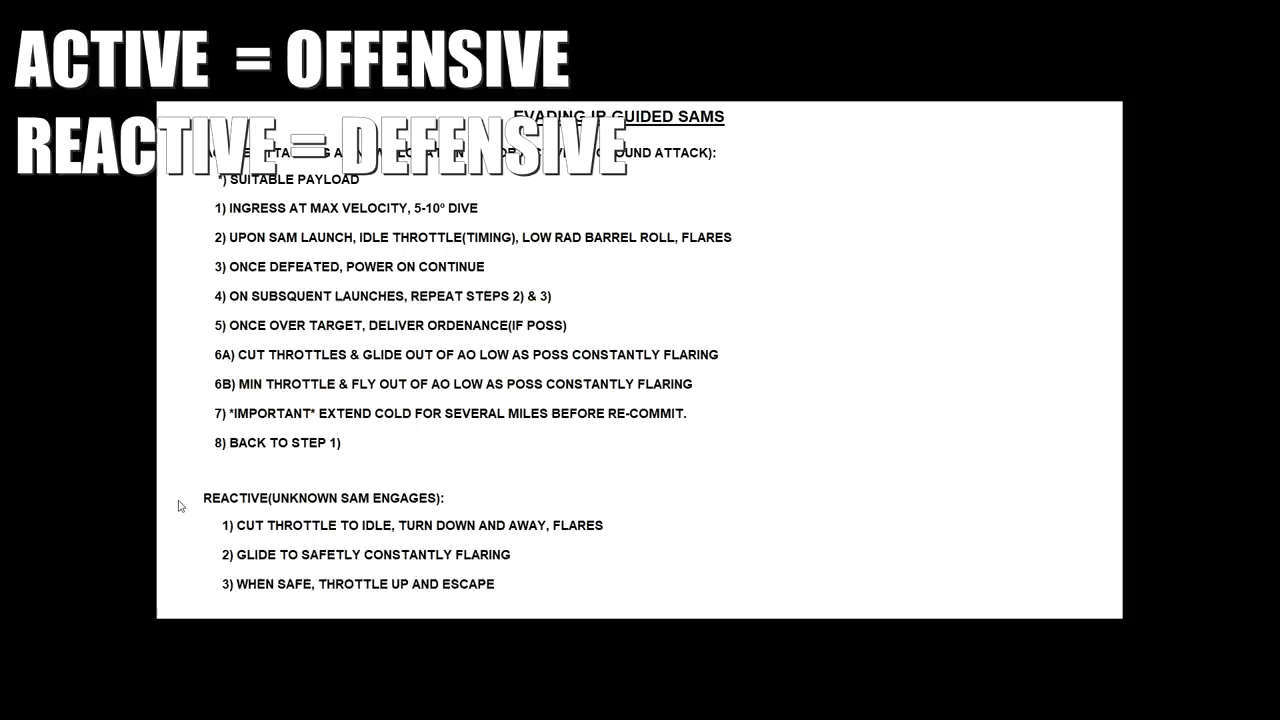 ACTIVE = OFFENSIVE
REACTIVE = DEFENSIVE
EVADING IR GUIDED SAMS
GROUND ATTACK):
*) SUITABLE PAYLOAD
1) INGRESS AT MAX VELOCITY, 5-10º DIVE
2) UPON SAM LAUNCH, IDLE THROTTLE(TIMING), LOW RAD BARREL ROLL, FLARES
3) ONCE DEFEATED, POWER ON CONTINUE
4) ON SUBSQUENT LAUNCHES, REPEAT STEPS 2) & 3)
5) ONCE OVER TARGET, DELIVER ORDENANCE(IF POSS)
6A) CUT THROTTLES & GLIDE OUT OF AO LOW AS POSS CONSTANTLY FLARING
6B) MIN THROTTLE & FLY OUT OF AO LOW AS POSS CONSTANTLY FLARING
7) *IMPORTANT* EXTEND COLD FOR SEVERAL MILES BEFORE RE-COMMIT.
8) BACK TO STEP 1)
REACTIVE(UNKNOWN SAM ENGAGES):
1) CUT THROTTLE TO IDLE, TURN DOWN AND AWAY, FLARES
2) GLIDE TO SAFETLY CONSTANTLY FLARING
3) WHEN SAFE, THROTTLE UP AND ESCAPE